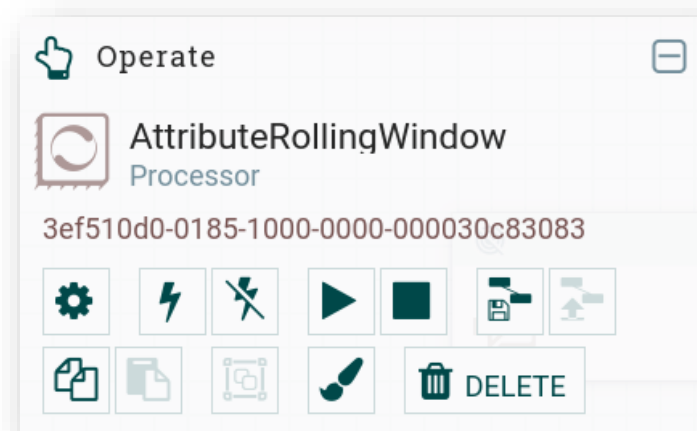 Operate
AttributeRollingWindow
Processor
3ef510d0-0185-1000-0000-000030c83083
DELETE